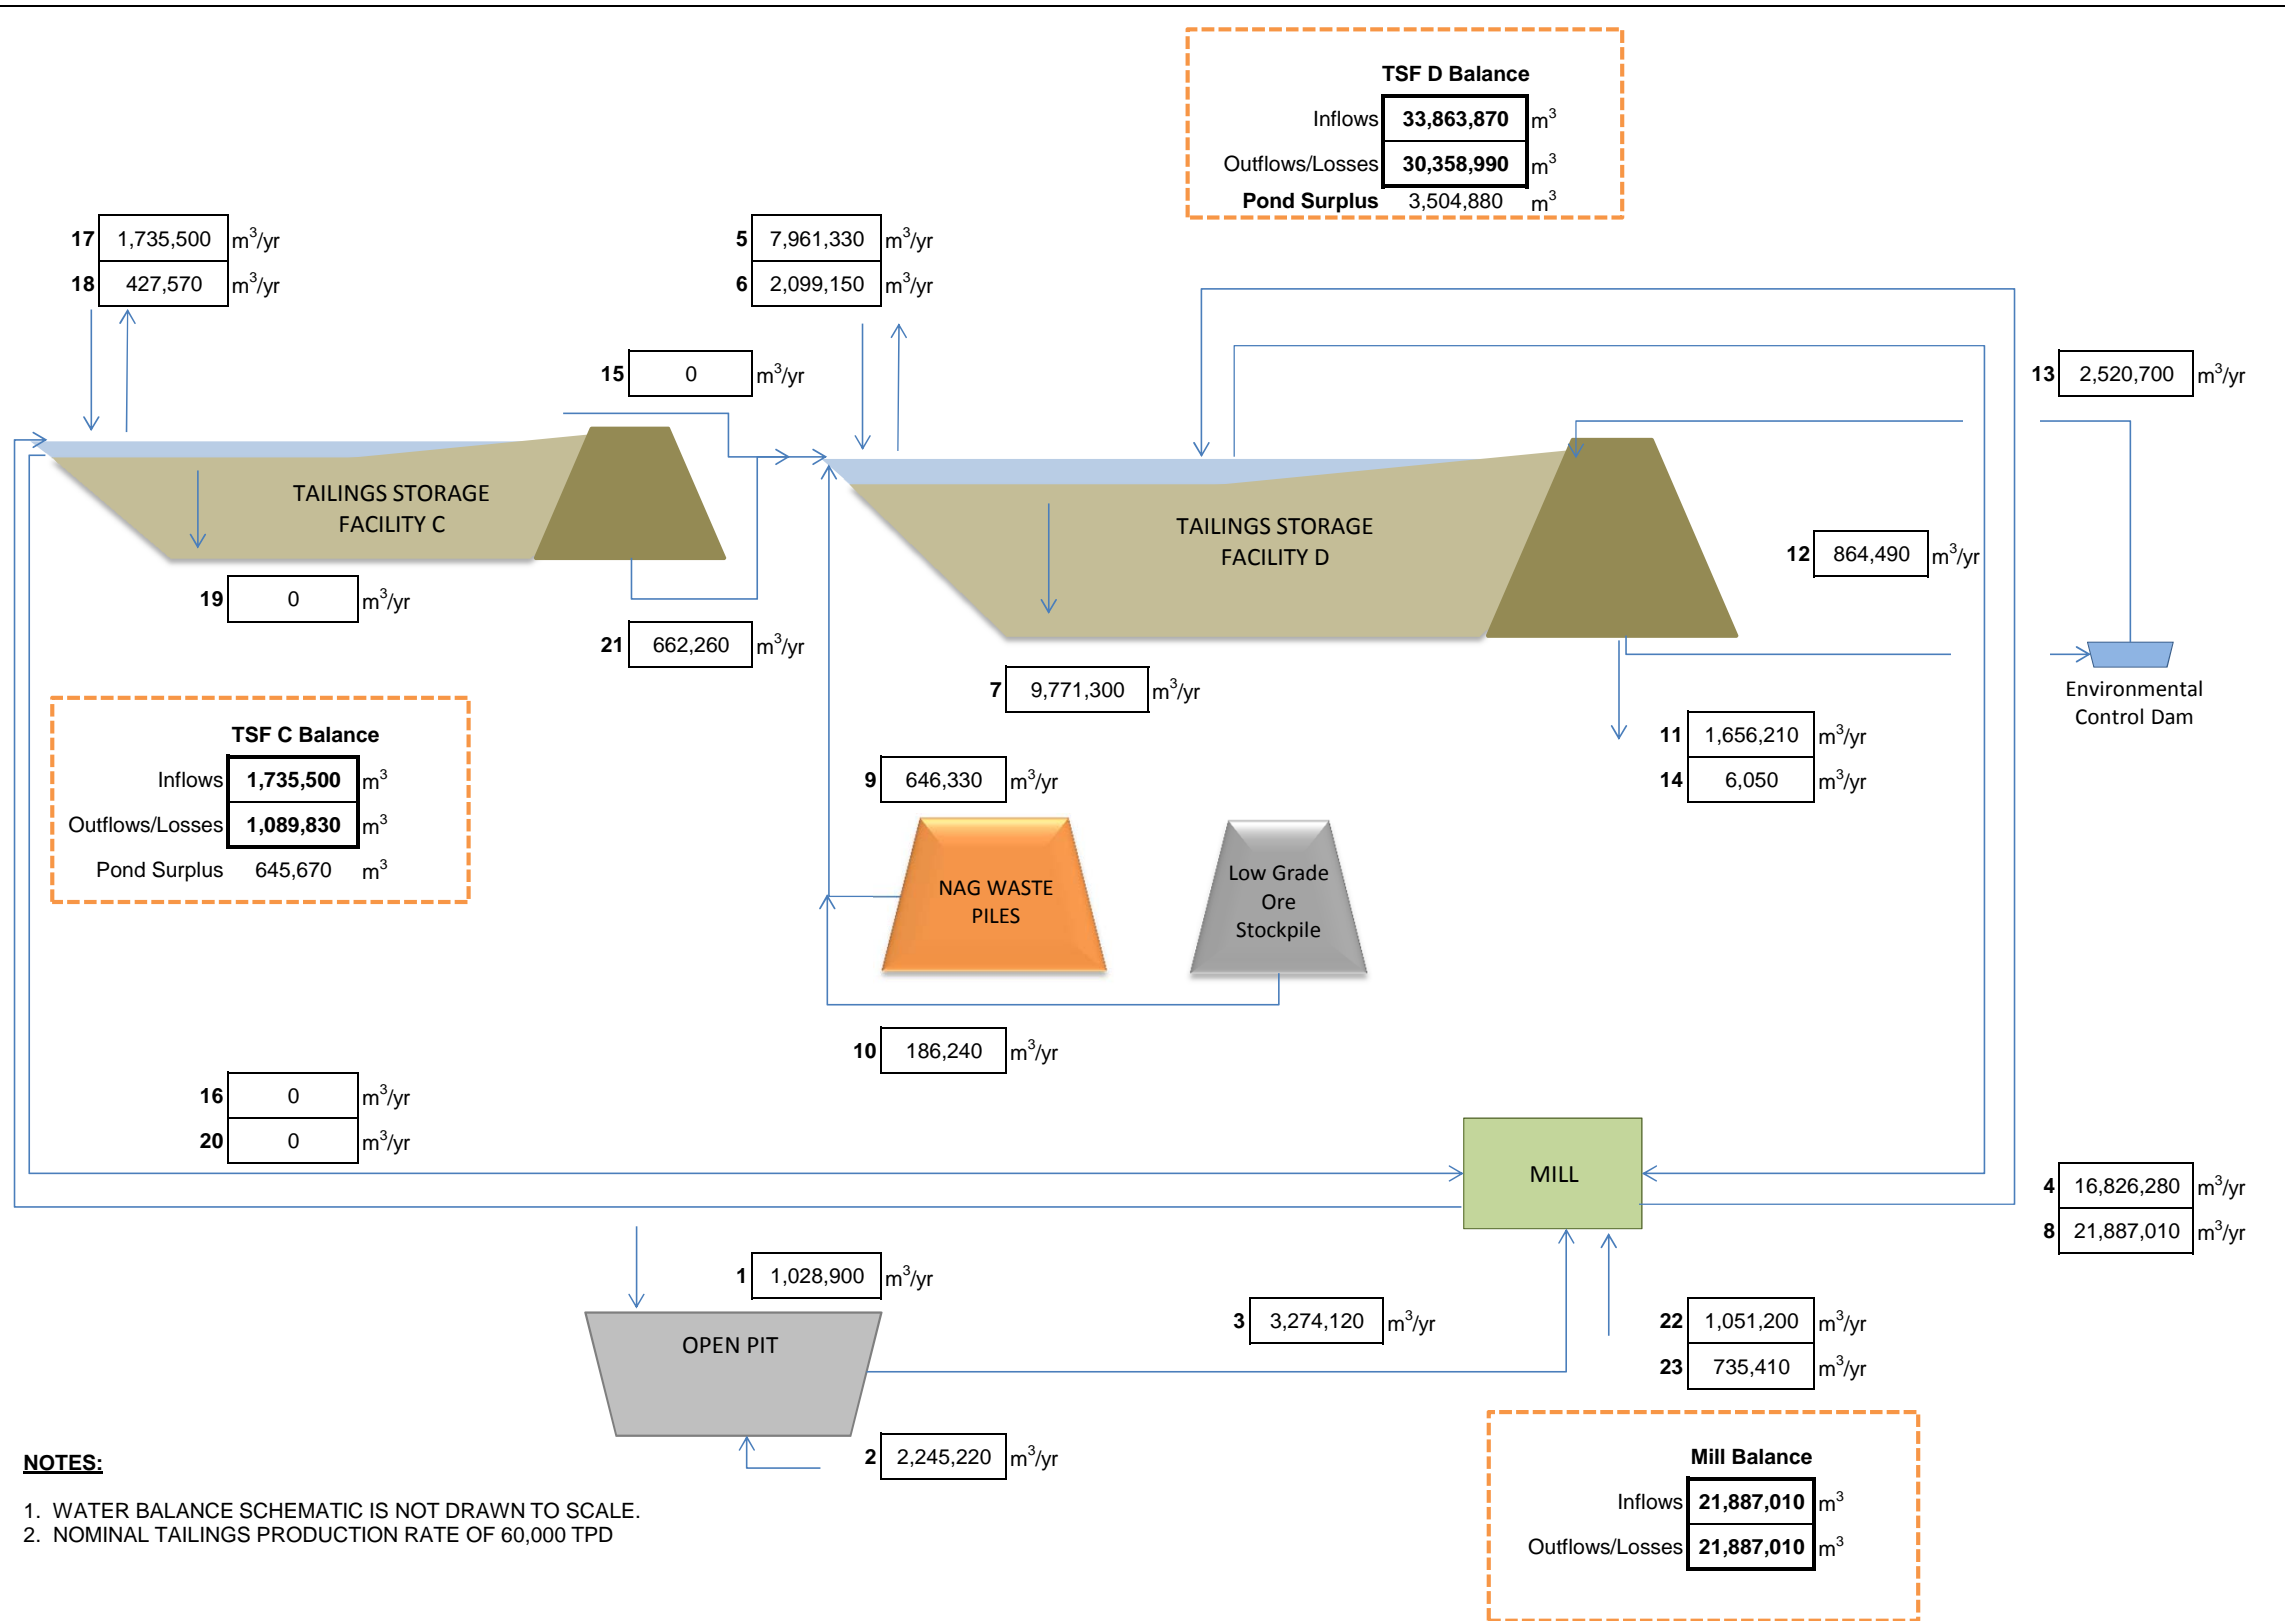 TSF D Balance
Inflows 33,863,870 m³
Outflows/Losses 30,358,990 m³
Pond Surplus 3,504,880 m³
17 1,735,500 m³/yr
18 427,570 m³/yr
5 7,961,330 m³/yr
6 2,099,150 m³/yr
15 0 m³/yr
13 2,520,700 m³/yr
TAILINGS STORAGE
FACILITY C
TAILINGS STORAGE
FACILITY D
12 864,490 m³/yr
19 0 m³/yr
21 662,260 m³/yr
7 9,771,300 m³/yr
Environmental
Control Dam
11 1,656,210 m³/yr
14 6,050 m³/yr
TSF C Balance
Inflows 1,735,500 m³
Outflows/Losses 1,089,830 m³
Pond Surplus 645,670 m³
9 646,330 m³/yr
NAG WASTE
PILES
Low Grade
Ore
Stockpile
10 186,240 m³/yr
16 0 m³/yr
20 0 m³/yr
MILL
4 16,826,280 m³/yr
8 21,887,010 m³/yr
1 1,028,900 m³/yr
OPEN PIT
3 3,274,120 m³/yr
22 1,051,200 m³/yr
23 735,410 m³/yr
2 2,245,220 m³/yr
Mill Balance
Inflows 21,887,010 m³
Outflows/Losses 21,887,010 m³
NOTES:
1. WATER BALANCE SCHEMATIC IS NOT DRAWN TO SCALE.
2. NOMINAL TAILINGS PRODUCTION RATE OF 60,000 TPD